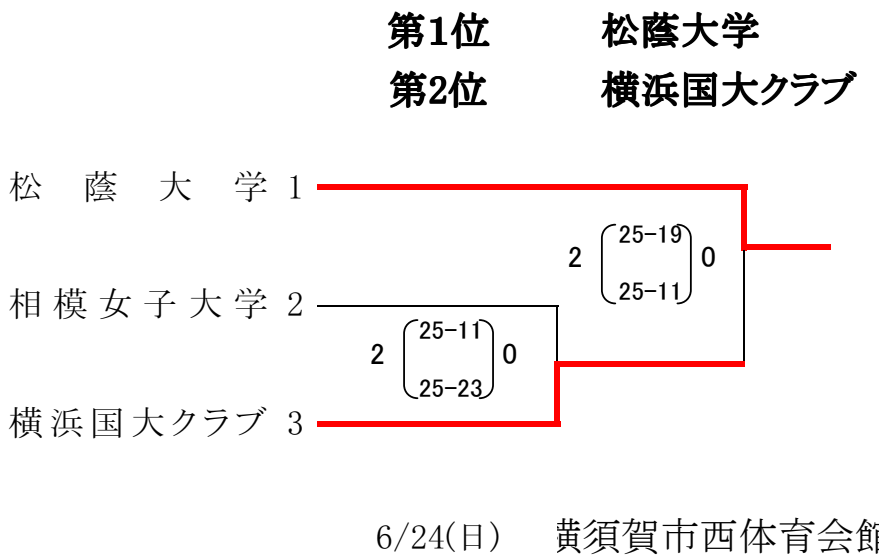 第1位 松蔭大学
第2位 横浜国大クラブ
松蔭大学 1
25-19
2 0
25-11
相模女子大学 2
25-11
2 0
25-23
横浜国大クラブ 3
6/24(日) 横須賀市西体育会館